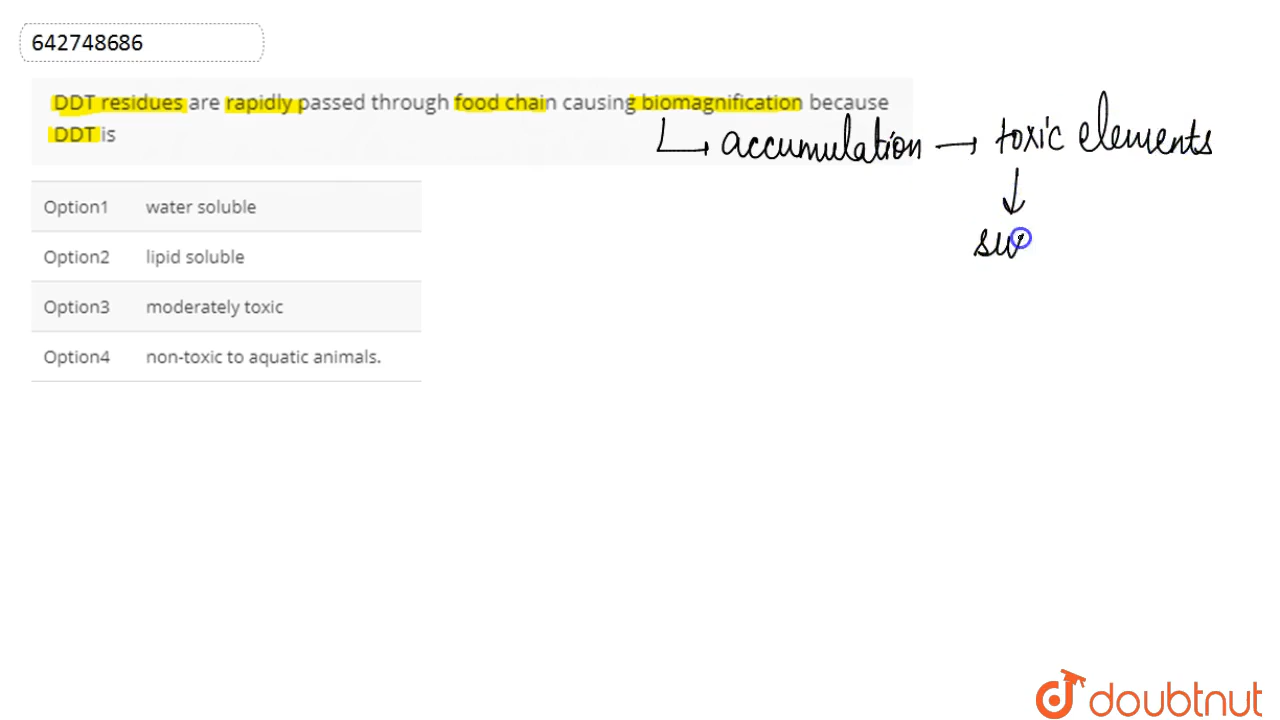 642748686
DDT residues are rapidly passed through food chain causing biomagnification because
DDT is
accumulation → toxic elements
Option1 water soluble
Option2 lipid soluble
Option3 moderately toxic
Option4 non-toxic to aquatic animals.
doubtnut